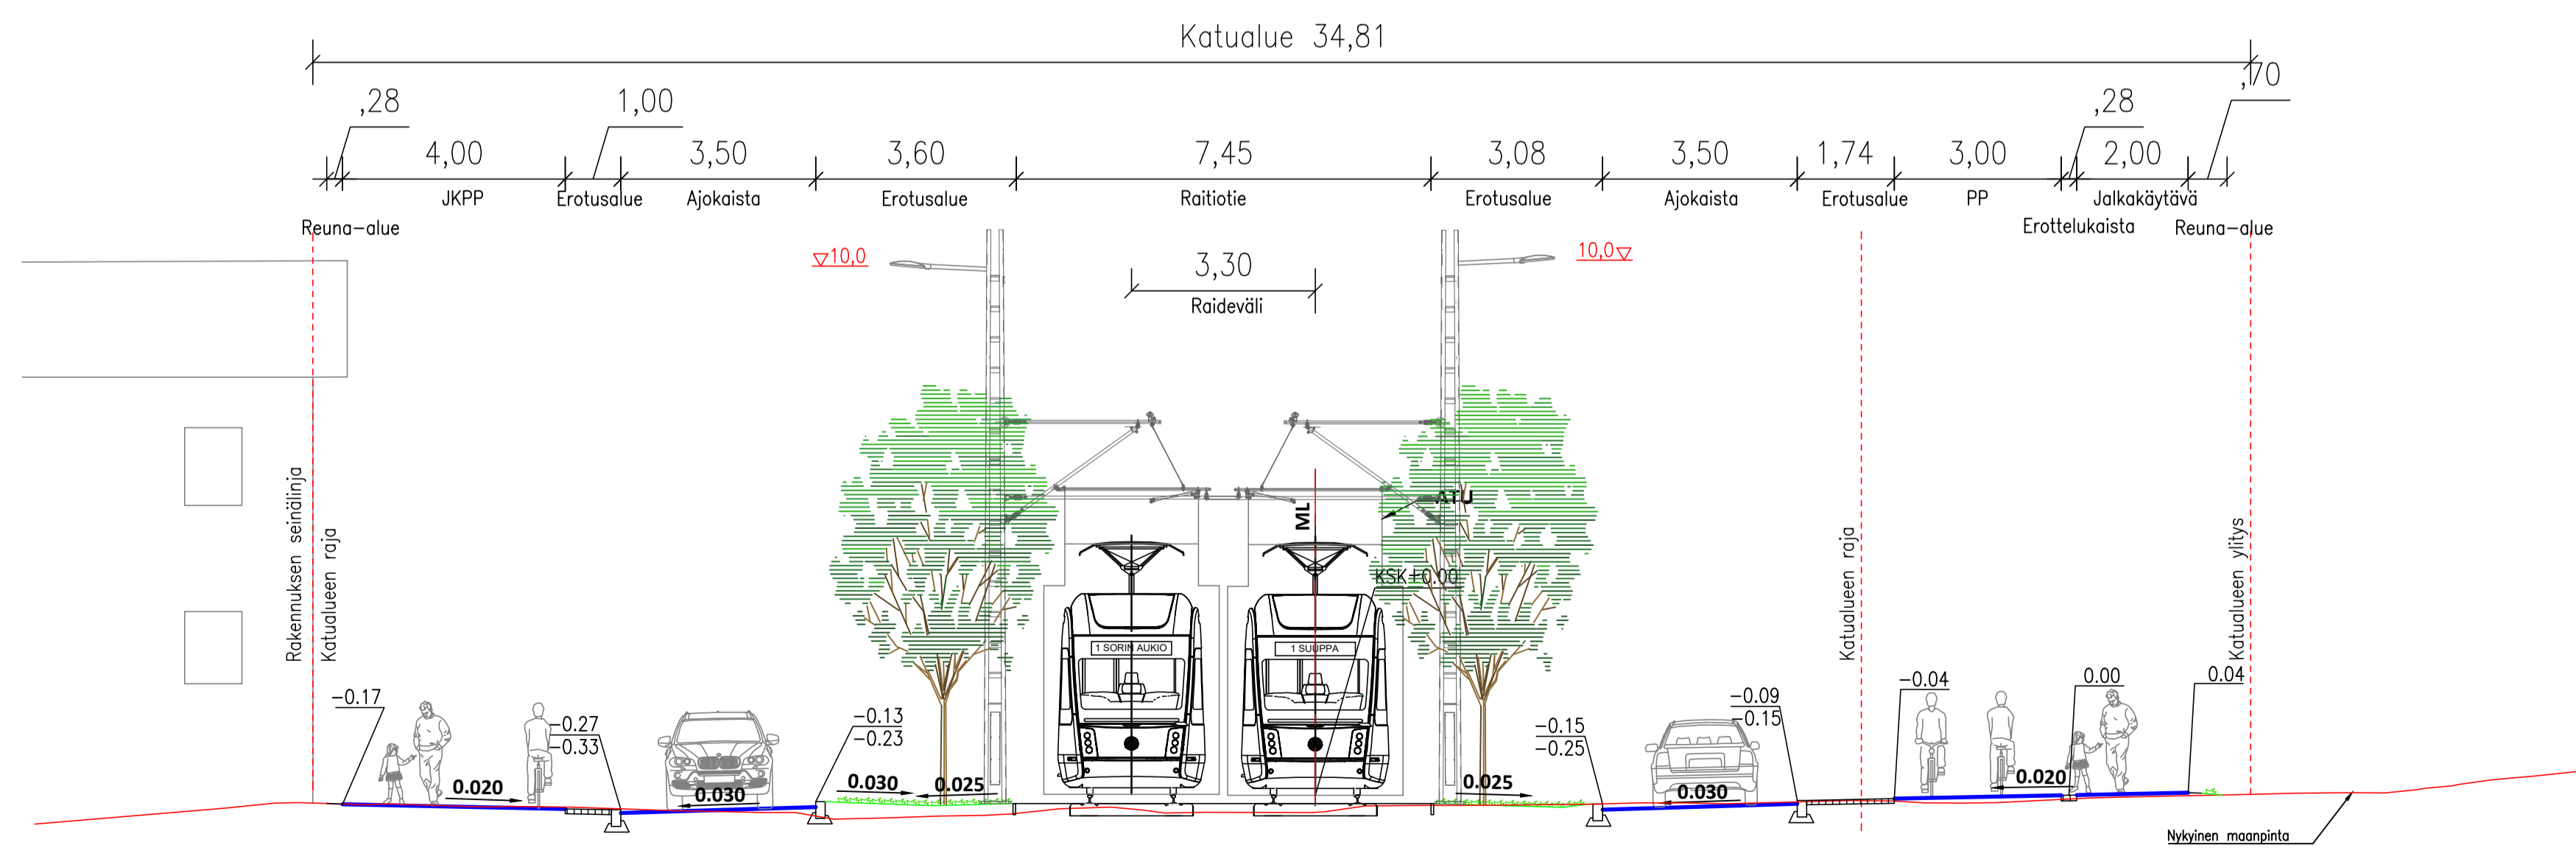 Katualue 34,81
,28
1,00
,28
,70
4,00
3,50
3,60
7,45
3,08
3,50
1,74
3,00
2,00
JKPP
Erotusalue
Ajokaista
Erotusalue
Raitiotie
Erotusalue
Ajokaista
Erotusalue
PP
Jalkakäytävä
Reuna-alue
Erottelukaista
Reuna-alue
10,0
3,30
10,0
Raideväli
Rakennuksen seinälinja
Katualueen raja
ML
ATU
KSK+0.00
Katualueen raja
Katualueen ylitys
1 SORIN AUKIO
1 SUUPPA
-0.17
-0.27
-0.33
-0.13
-0.23
-0.15
-0.25
-0.09
-0.15
-0.04
0.00
0.04
0.020
0.030
0.030
0.025
0.025
0.030
0.020
Nykyinen maanpinta